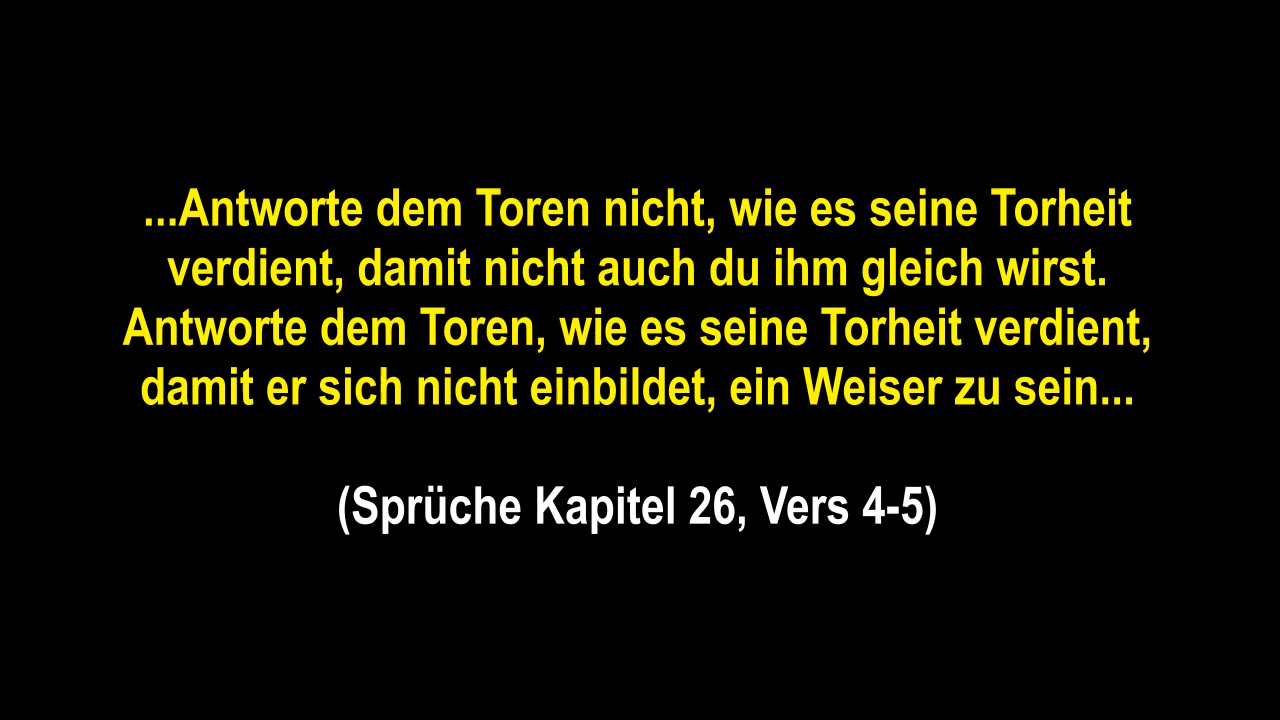 ...Antworte dem Toren nicht, wie es seine Torheit
verdient, damit nicht auch du ihm gleich wirst.
Antworte dem Toren, wie es seine Torheit verdient,
damit er sich nicht einbildet, ein Weiser zu sein...
(Sprüche Kapitel 26, Vers 4-5)